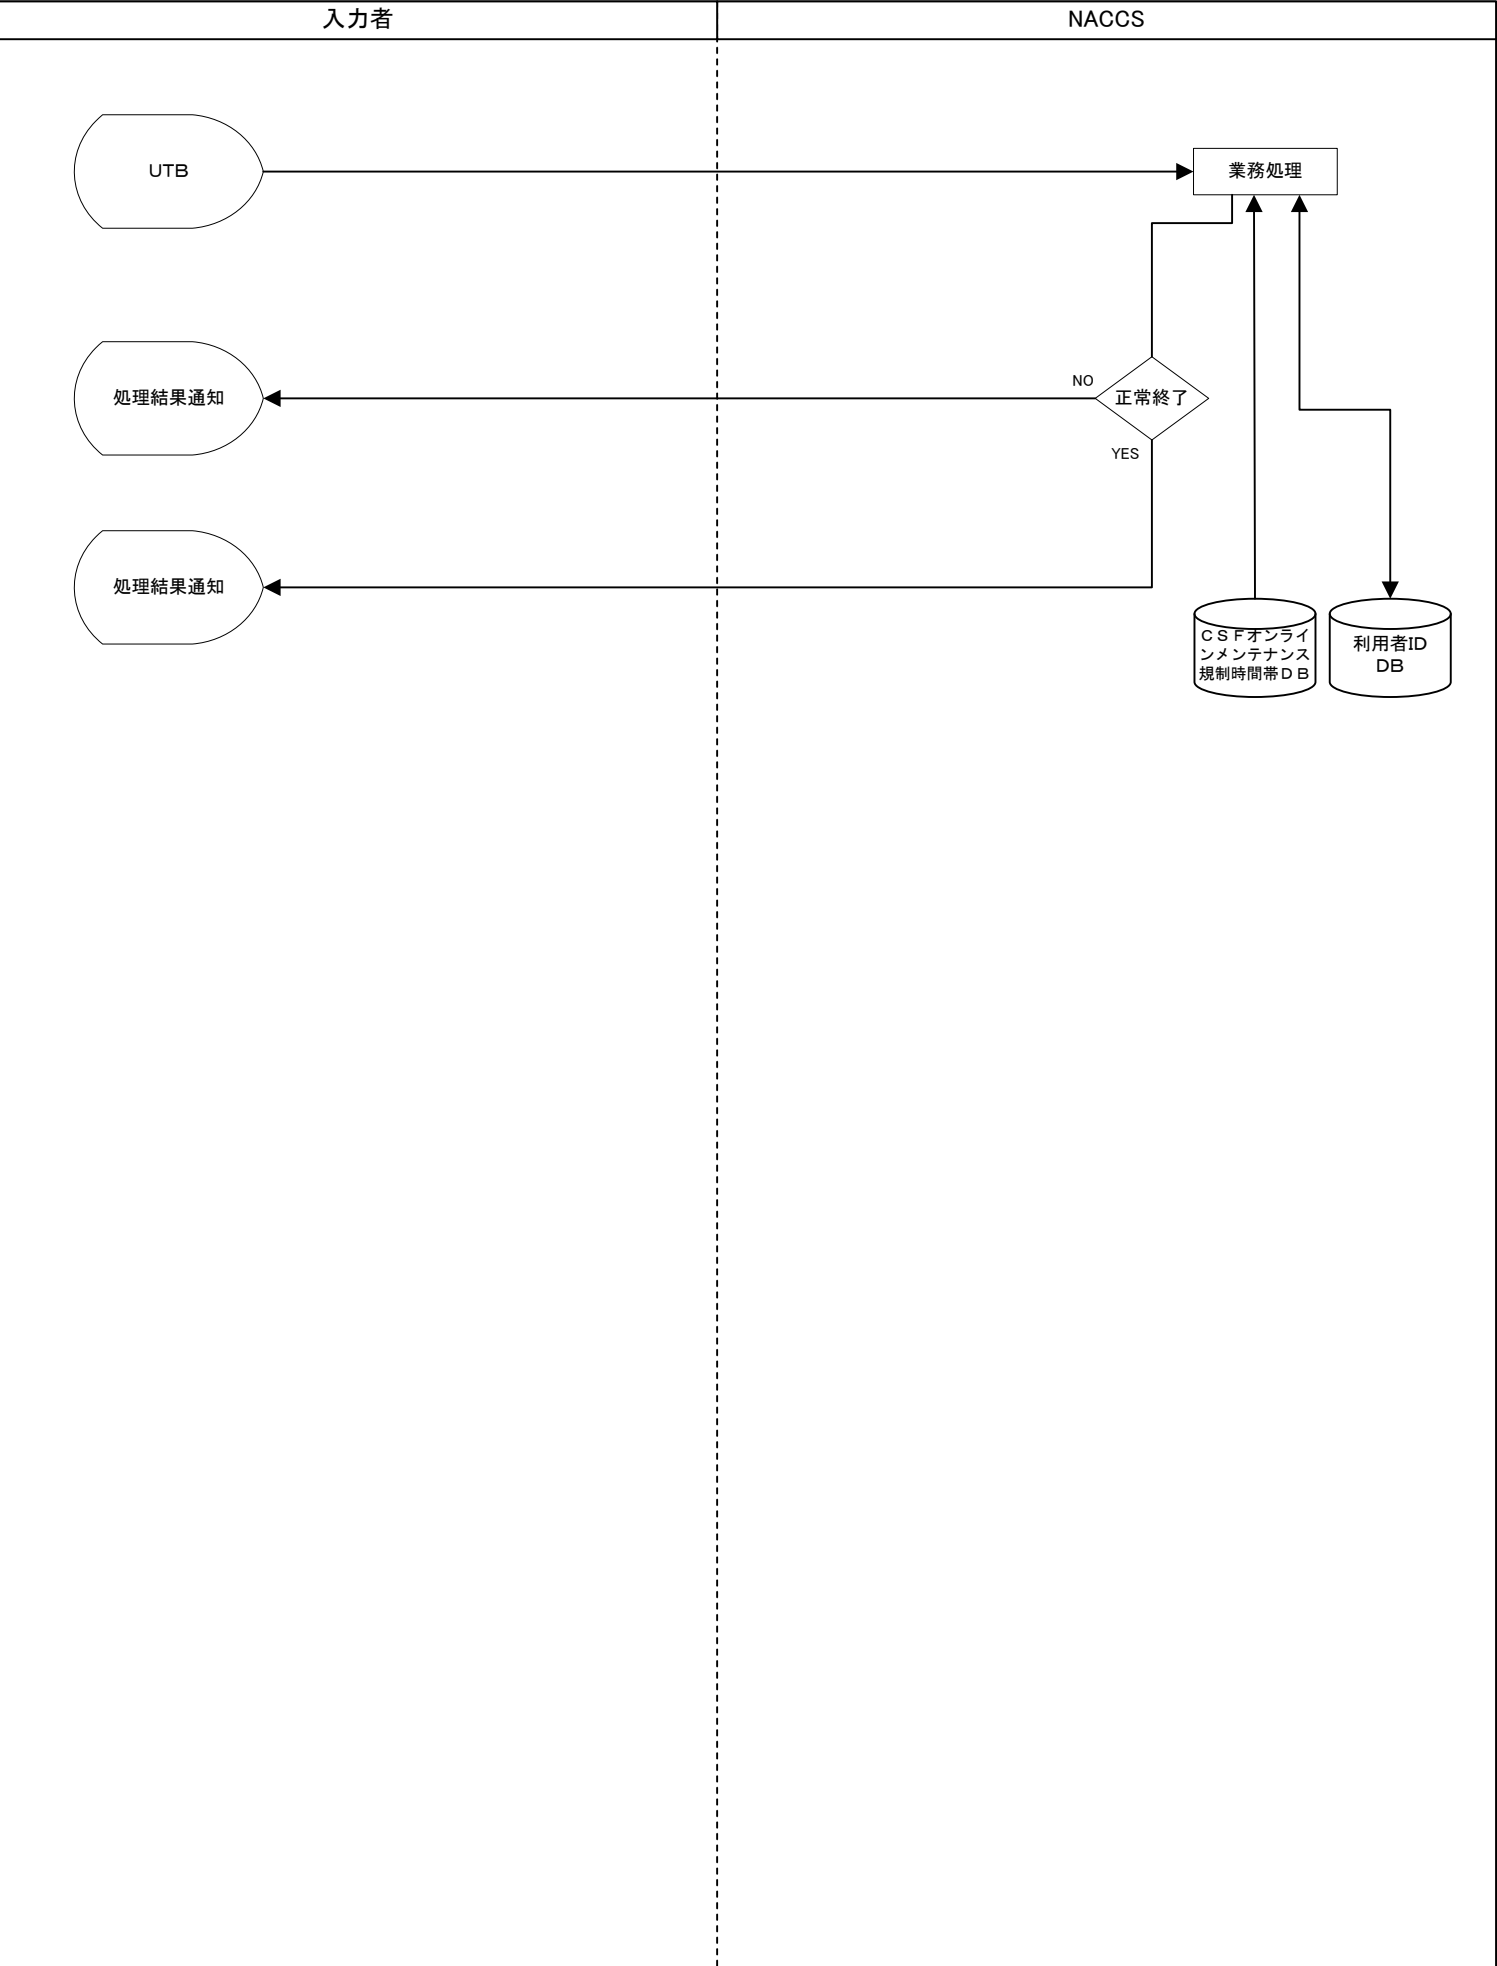 入力者
NACCS
UTB
業務処理
NO
正常終了
処理結果通知
YES
処理結果通知
ＣＳＦオンライ
ンメンテナンス
規制時間帯ＤＢ
利用者ID
DB